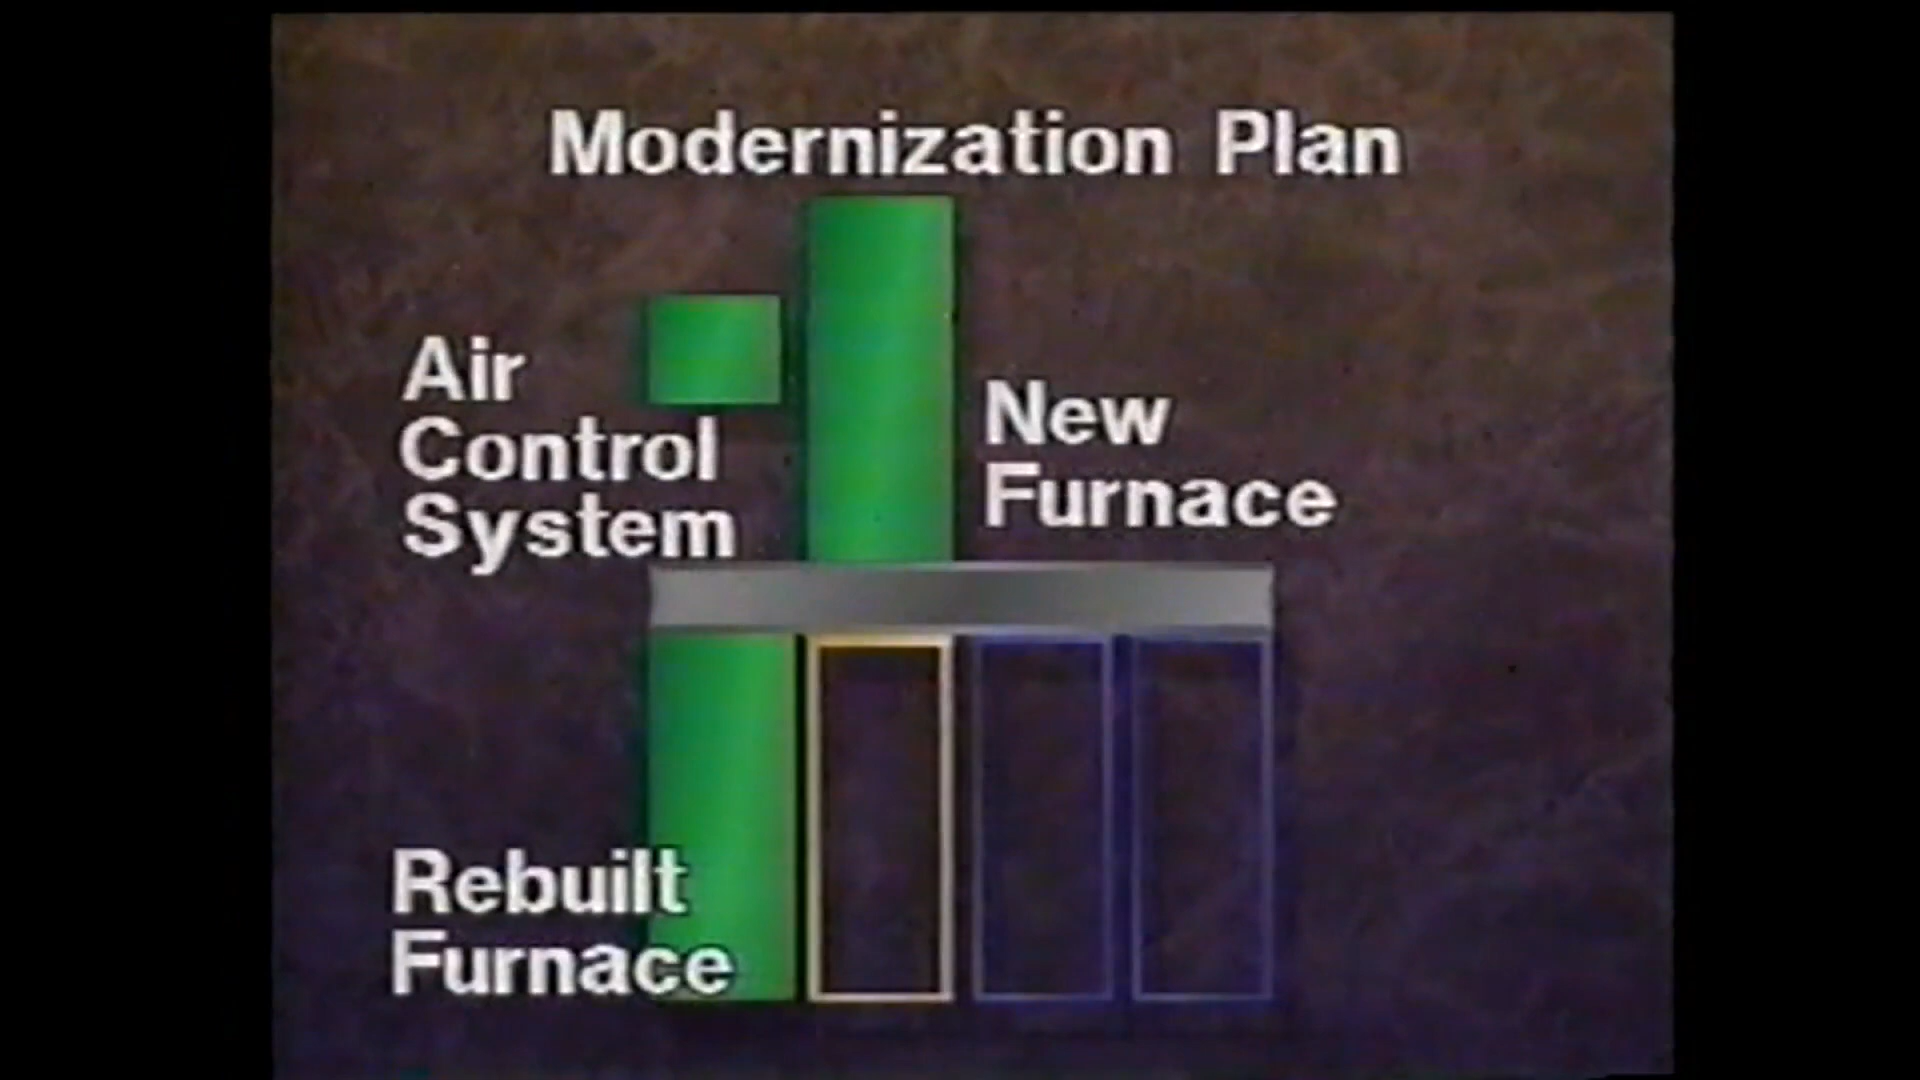 Modernization Plan
Air
Control
System
New
Furnace
Rebuilt
Furnace